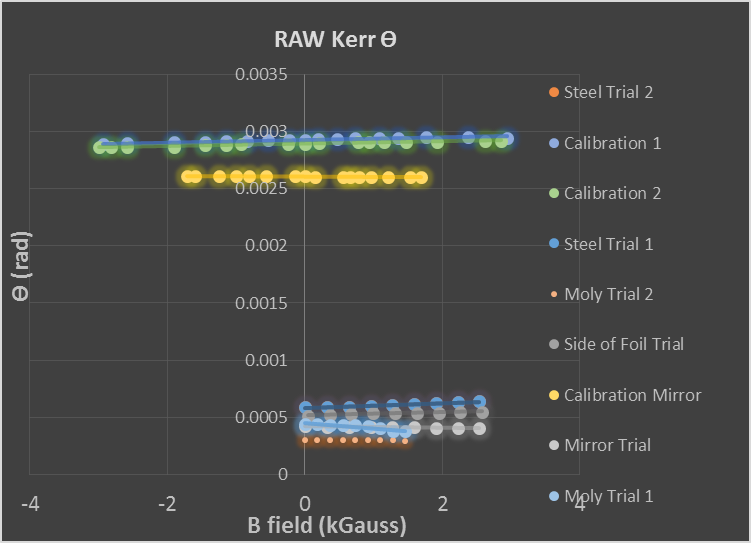 RAW Kerr Ɵ
0.0035
0.003
0.0025
0.002
0.0015
0.001
0.0005
0
-4
-2
0
2
4
Ɵ (rad)
B field (kGauss)
Steel Trial 2
Calibration 1
Calibration 2
Steel Trial 1
Moly Trial 2
Side of Foil Trial
Calibration Mirror
Mirror Trial
Moly Trial 1